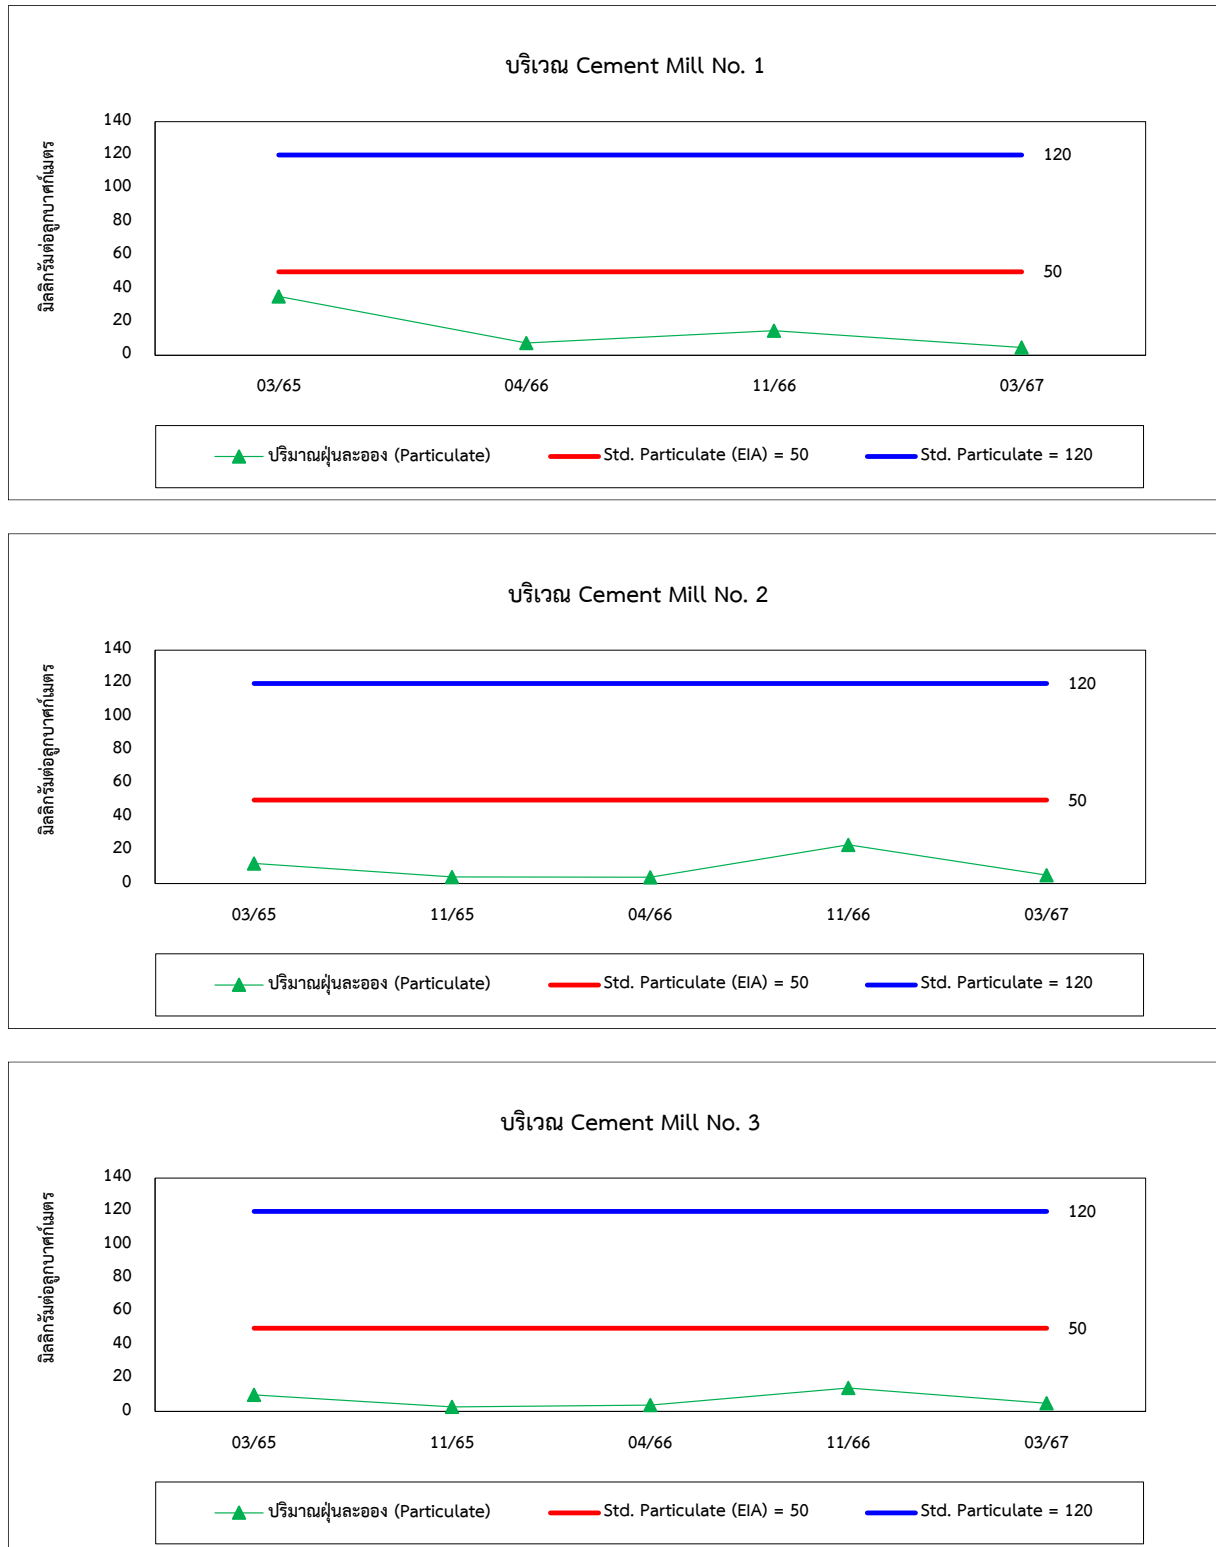 บริเวณ Cement Mill No. 1
มิลลิกรัมต่อลูกบาศก์เมตร
140
120
100
80
60
40
20
0
120
50
03/65 04/66 11/66 03/67
ปริมาณฝุ่นละออง (Particulate) Std. Particulate (EIA) = 50 Std. Particulate = 120
บริเวณ Cement Mill No. 2
มิลลิกรัมต่อลูกบาศก์เมตร
140
120
100
80
60
40
20
0
120
50
03/65 11/65 04/66 11/66 03/67
ปริมาณฝุ่นละออง (Particulate) Std. Particulate (EIA) = 50 Std. Particulate = 120
บริเวณ Cement Mill No. 3
มิลลิกรัมต่อลูกบาศก์เมตร
140
120
100
80
60
40
20
0
120
50
03/65 11/65 04/66 11/66 03/67
ปริมาณฝุ่นละออง (Particulate) Std. Particulate (EIA) = 50 Std. Particulate = 120